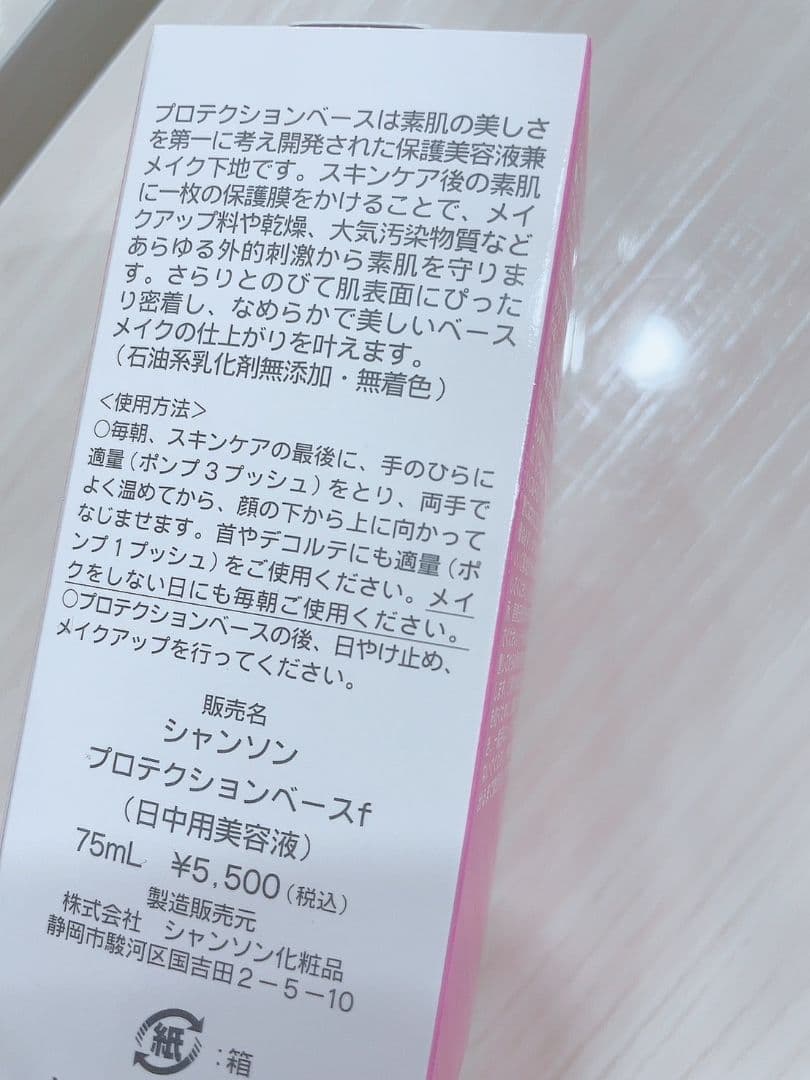 プロテクションベースは素肌の美しさ
を第一に考え開発された保護美容液兼
メイク下地です。スキンケア後の素肌
に一枚の保護膜をかけることで、メイ
クアップ料や乾燥、大気汚染物質など
あらゆる外的刺激から素肌を守りま
す。さらりとのびて肌表面にぴった
り密着し、なめらかで美しいベース
メイクの仕上がりを叶えます。
（石油系乳化剤無添加・無着色）
＜使用方法＞
○毎朝、スキンケアの最後に、手のひらに
適量（ポンプ3プッシュ）をとり、両手で
よく温めてから、顔の下から上に向かって
なじませます。首やデコルテにも適量（ポ
ンプ1プッシュ）をご使用ください。メイ
クをしない日にも毎朝ご使用ください。
○プロテクションベースの後、日やけ止め、
メイクアップを行ってください。
販売名
シャンソン
プロテクションベースf
（日中用美容液）
75mL ¥5,500（税込）
製造販売元
株式会社 シャンソン化粧品
静岡市駿河区国吉田2-5-10
紙：箱